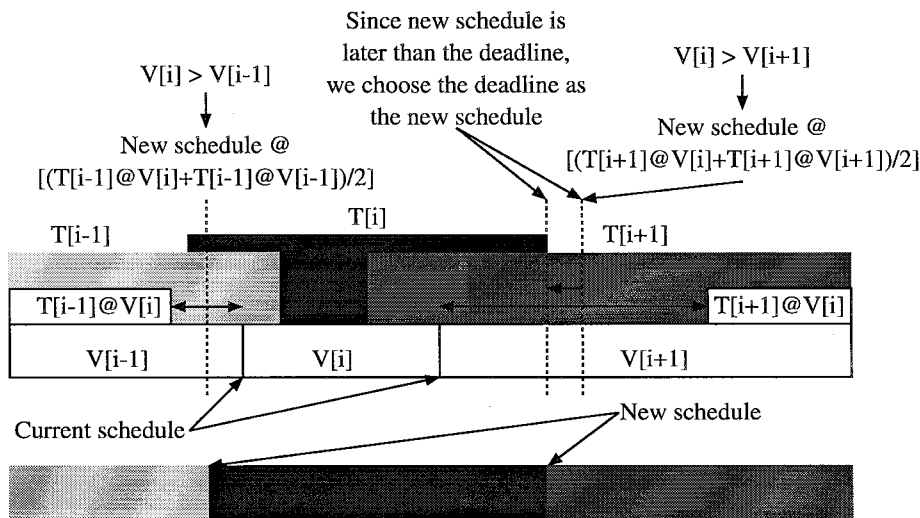 Since new schedule is
later than the deadline,
we choose the deadline as
the new schedule
V[i] > V[i-1]
V[i] > V[i+1]
New schedule @
[(T[i-1]@V[i]+T[i-1]@V[i-1])/2]
New schedule @
[(T[i+1]@V[i]+T[i+1]@V[i+1])/2]
T[i-1]
T[i]
T[i+1]
T[i-1]@V[i]
T[i+1]@V[i]
V[i-1]
V[i]
V[i+1]
Current schedule
New schedule